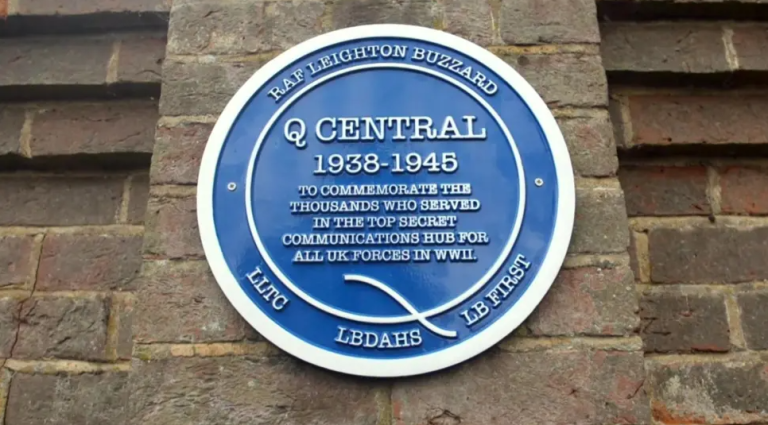 RAF LEIGHTON BUZZARD
Q CENTRAL
1938-1945
TO COMMEMORATE THE
THOUSANDS WHO SERVED
IN THE TOP SECRET
COMMUNICATIONS HUB FOR
ALL UK FORCES IN WWII.
LLTC
LBDAHS
LB FIRST